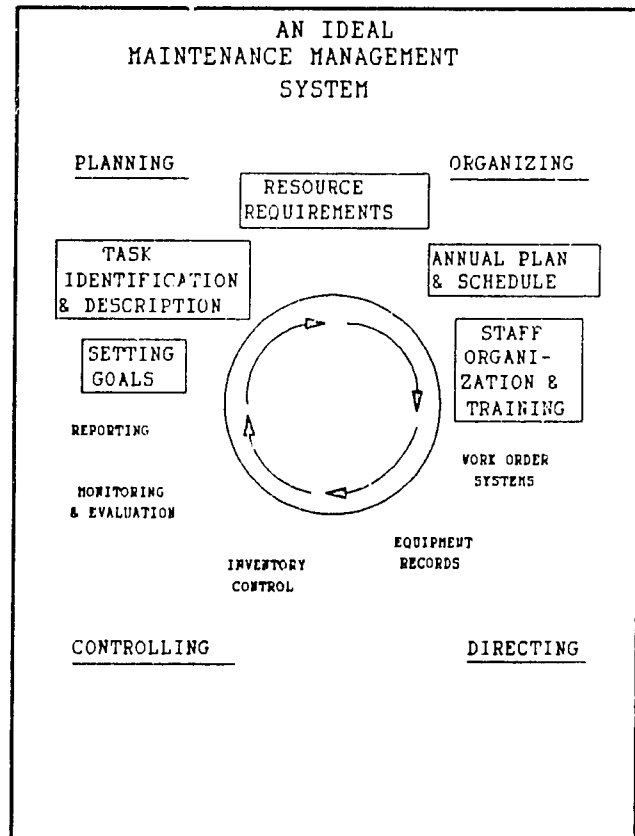 AN IDEAL
MAINTENANCE MANAGEMENT
SYSTEM
PLANNING
ORGANIZING
RESOURCE
REQUIREMENTS
TASK
IDENTIFICATION
& DESCRIPTION
ANNUAL PLAN
& SCHEDULE
SETTING
GOALS
STAFF
ORGANI-
ZATION &
TRAINING
REPORTING
WORK ORDER
SYSTEMS
MONITORING
& EVALUATION
EQUIPMENT
RECORDS
INVENTORY
CONTROL
CONTROLLING
DIRECTING